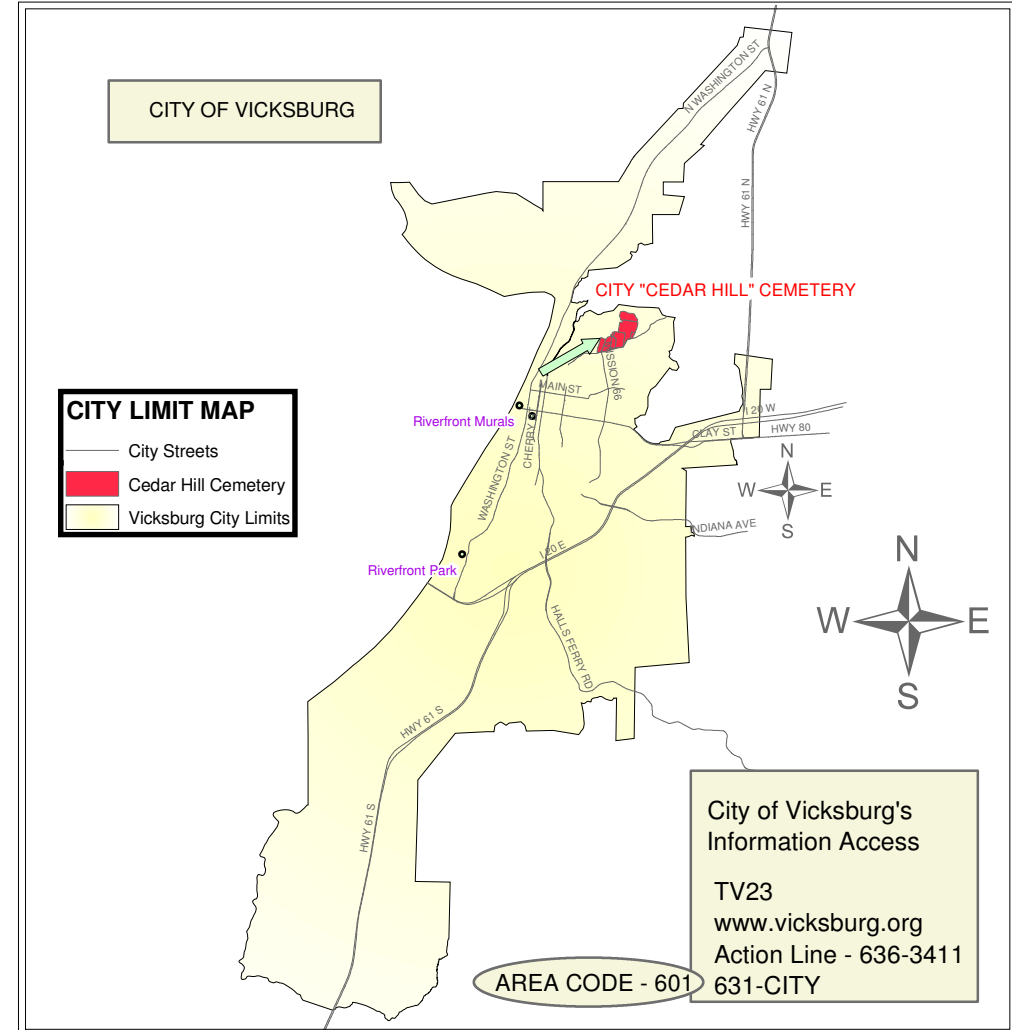 CITY OF VICKSBURG
N WASHINGTON ST
HWY 61 N
HWY 61 N
CITY "CEDAR HILL" CEMETERY
MISSION 66
MAIN ST
Riverfront Murals
CHERRY
WASHINGTON ST
I 20 W
CLAY ST
HWY 80
CITY LIMIT MAP
City Streets
Cedar Hill Cemetery
Vicksburg City Limits
N
W
E
S
INDIANA AVE
I 20 E
Riverfront Park
HALLS FERRY RD
N
W
E
S
HWY 61 S
HWY 61 S
City of Vicksburg's
Information Access
TV23
www.vicksburg.org
Action Line - 636-3411
631-CITY
AREA CODE - 601